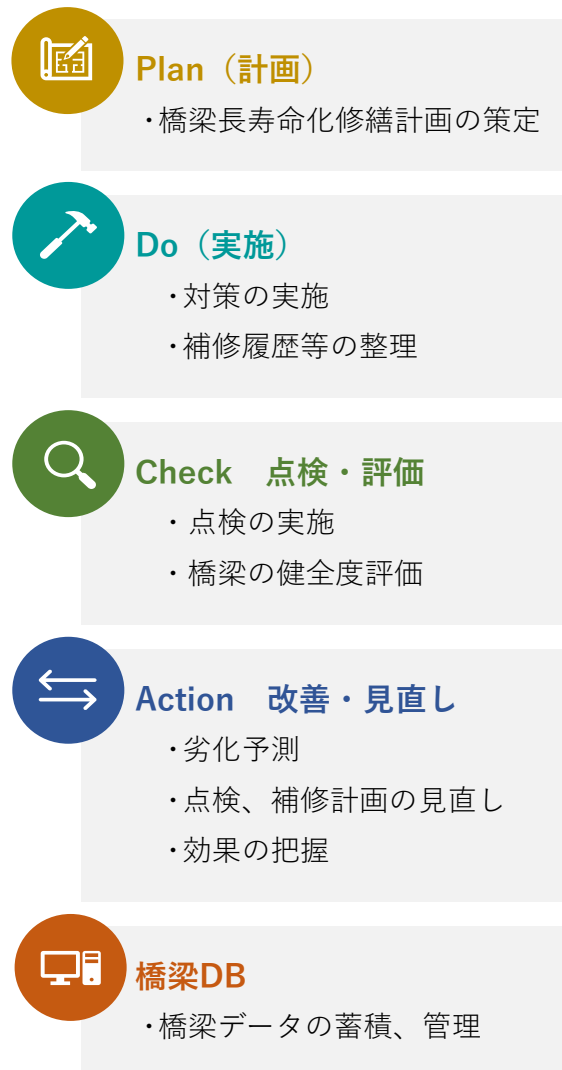 Plan（計画）
・橋梁長寿命化修繕計画の策定
Do（実施）
・対策の実施
・補修履歴等の整理
Check　点検・評価
・点検の実施
・橋梁の健全度評価
Action　改善・見直し
・劣化予測
・点検、補修計画の見直し
・効果の把握
橋梁DB
・橋梁データの蓄積、管理